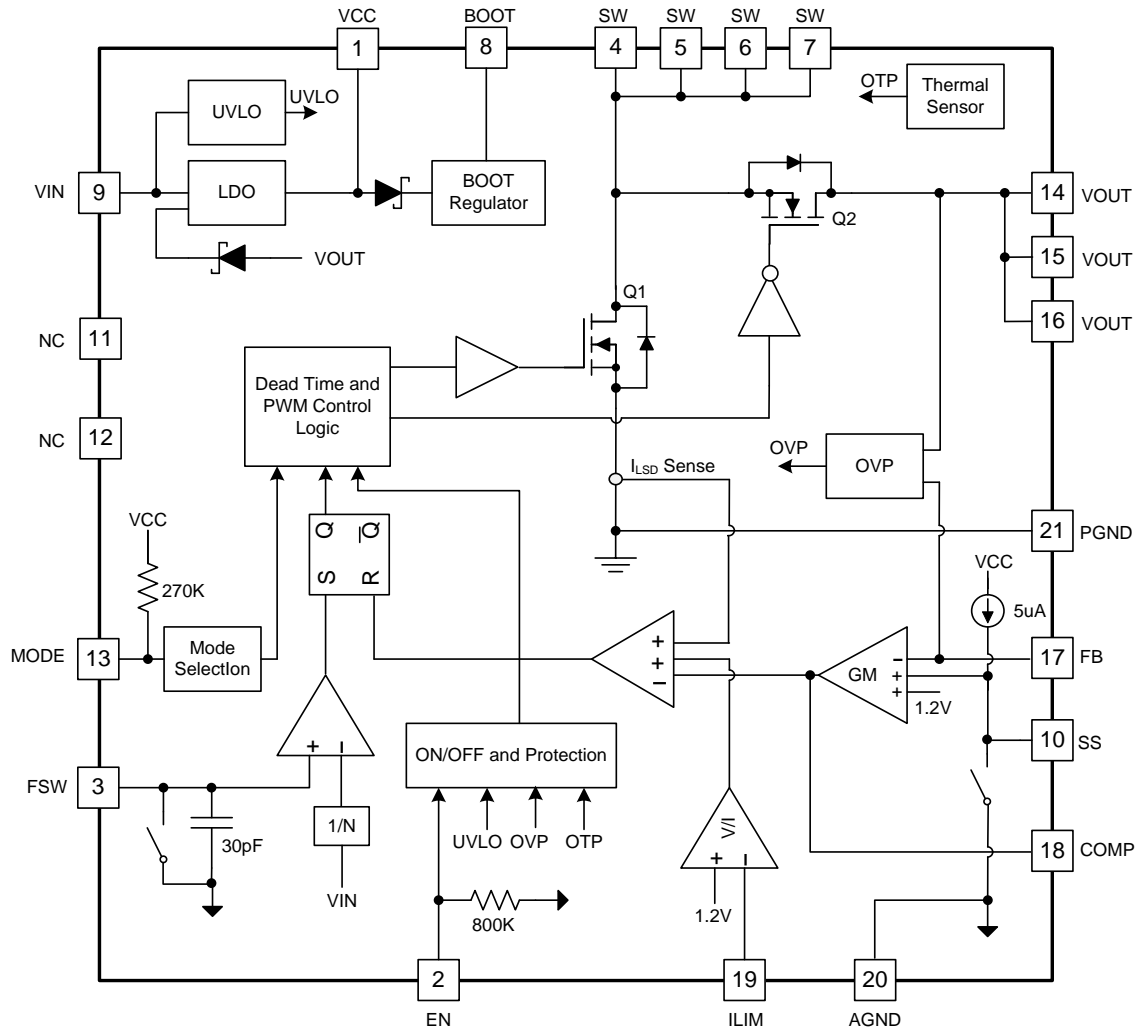 VCC
BOOT
SW
SW
SW
SW
1
8
4
5
6
7
UVLO
UVLO
OTP
Thermal
Sensor
VIN
9
LDO
BOOT
Regulator
14
VOUT
Q2
VOUT
15
VOUT
16
VOUT
Q1
NC
11
Dead Time and
PWM Control
Logic
NC
12
OVP
OVP
ILSD Sense
21
PGND
VCC
Q
Q
S
R
270K
VCC
5uA
MODE
13
Mode
SelectIon
+
+
−
GM
−
+
+
1.2V
17
FB
10
SS
ON/OFF and Protection
FSW
3
+
−
1/N
30pF
VIN
UVLO
OVP
OTP
V/I
+
−
1.2V
18
COMP
800K
2
19
20
EN
ILIM
AGND